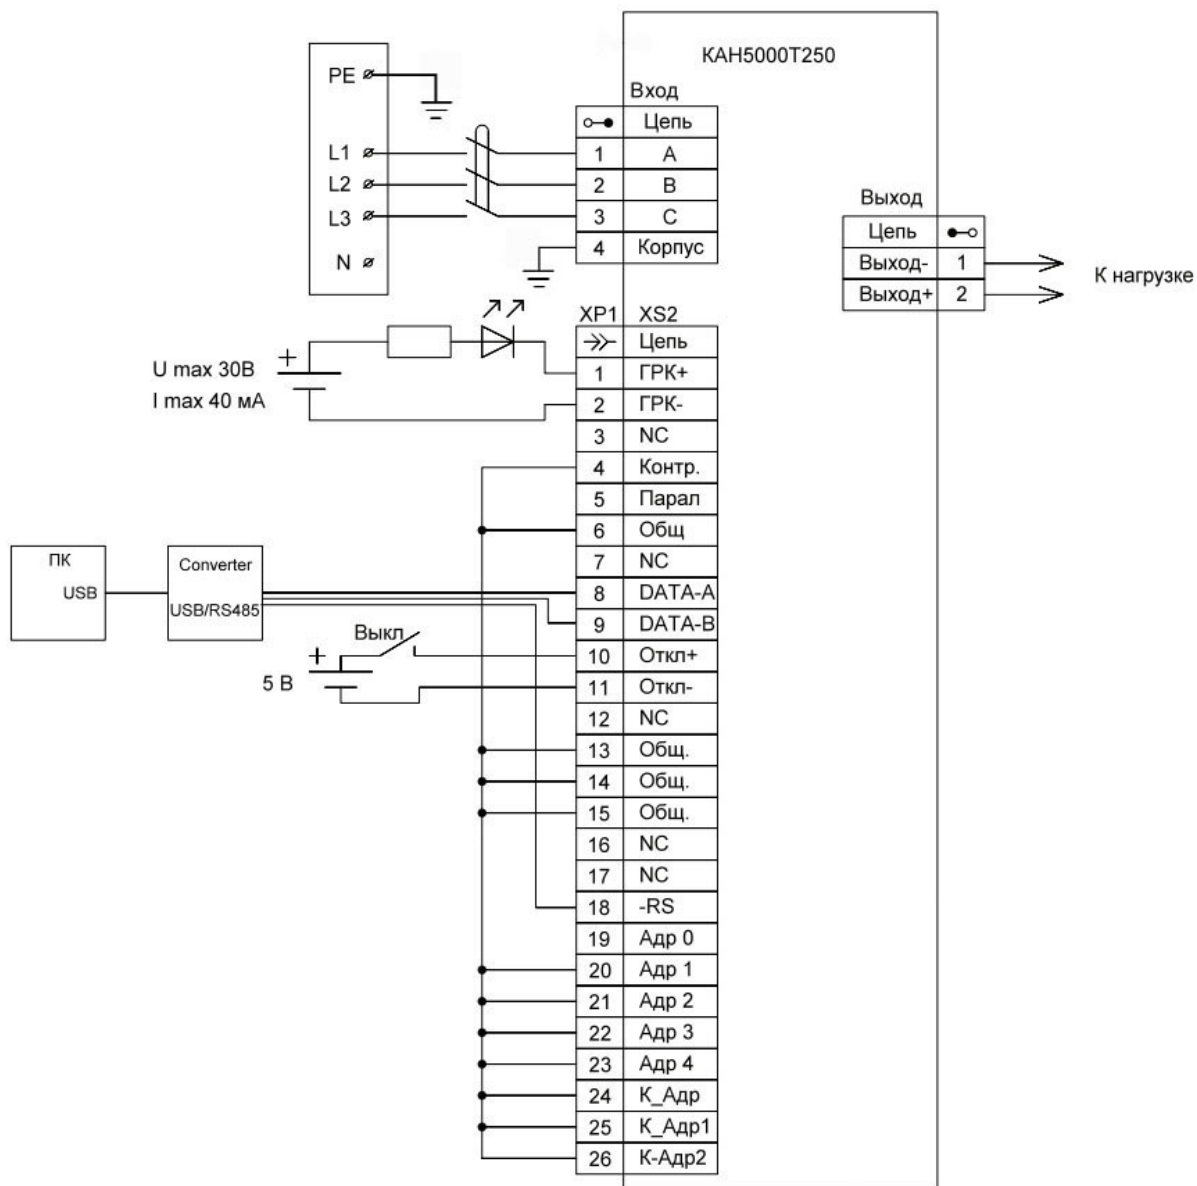 КАН5000Т250
PE
L1
L2
L3
N
Вход
Цепь
1 A
2 B
3 C
4 Корпус
Выход
Цепь
Выход- 1
Выход+ 2
К нагрузке
XP1 XS2
Цепь
1 ГРК+
2 ГРК-
3 NC
4 Контр.
5 Парал
6 Общ
7 NC
8 DATA-A
9 DATA-B
10 Откл+
11 Откл-
12 NC
13 Общ.
14 Общ.
15 Общ.
16 NC
17 NC
18 -RS
19 Адр 0
20 Адр 1
21 Адр 2
22 Адр 3
23 Адр 4
24 К_Адр
25 К_Адр1
26 К-Адр2
+
U max 30В
I max 40 мА
ПК
USB
Converter
USB/RS485
Выкл
+
5 В